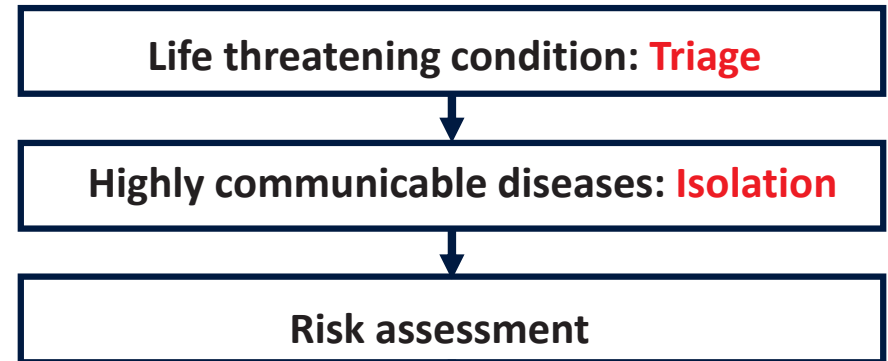 Life threatening condition: Triage
Highly communicable diseases: Isolation
Risk assessment